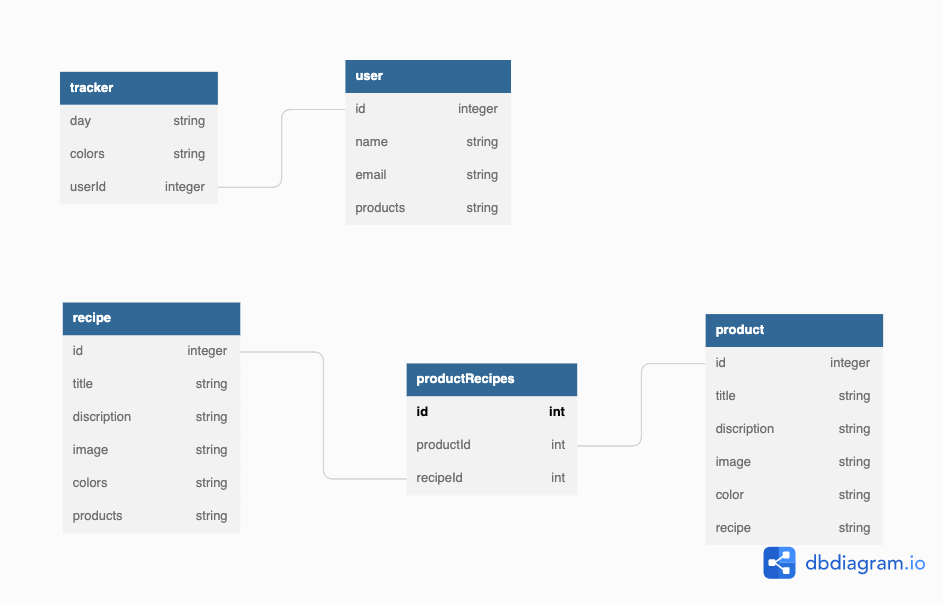 tracker
day string
colors string
userId integer
user
id integer
name string
email string
products string
recipe
id integer
title string
discription string
image string
colors string
products string
productRecipes
id int
productId int
recipeId int
product
id integer
title string
discription string
image string
color string
recipe string
dbdiagram.io